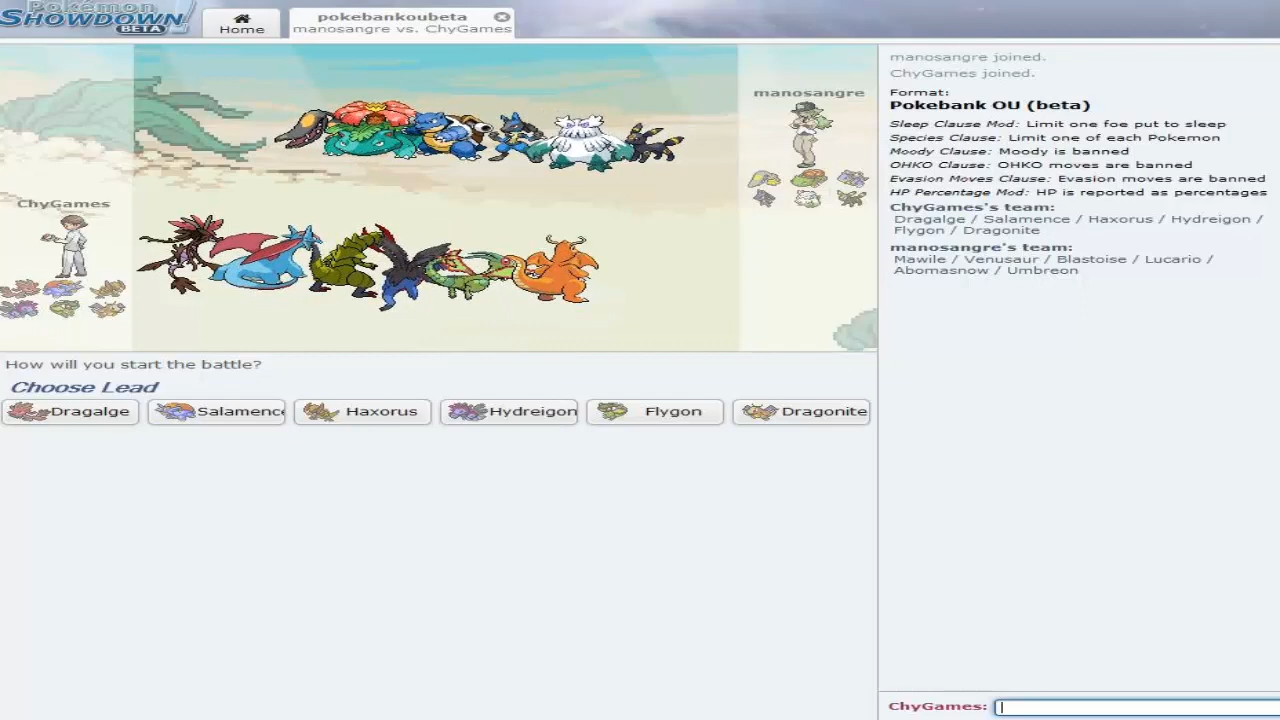 Pokémon
SHOWDOWN
BETA
Home
pokebankoubeta
manosangre vs. ChyGames
manosangre
ChyGames
How will you start the battle?
Choose Lead
Dragalge
Salamence
Haxorus
Hydreigon
Flygon
Dragonite
manosangre joined.
ChyGames joined.
Format:
Pokebank OU (beta)
Sleep Clause Mod: Limit one foe put to sleep
Species Clause: Limit one of each Pokemon
Moody Clause: Moody is banned
OHKO Clause: OHKO moves are banned
Evasion Moves Clause: Evasion moves are banned
HP Percentage Mod: HP is reported as percentages
ChyGames's team:
Dragalge / Salamence / Haxorus / Hydreigon /
Flygon / Dragonite
manosangre's team:
Mawile / Venusaur / Blastoise / Lucario /
Abomasnow / Umbreon
ChyGames: